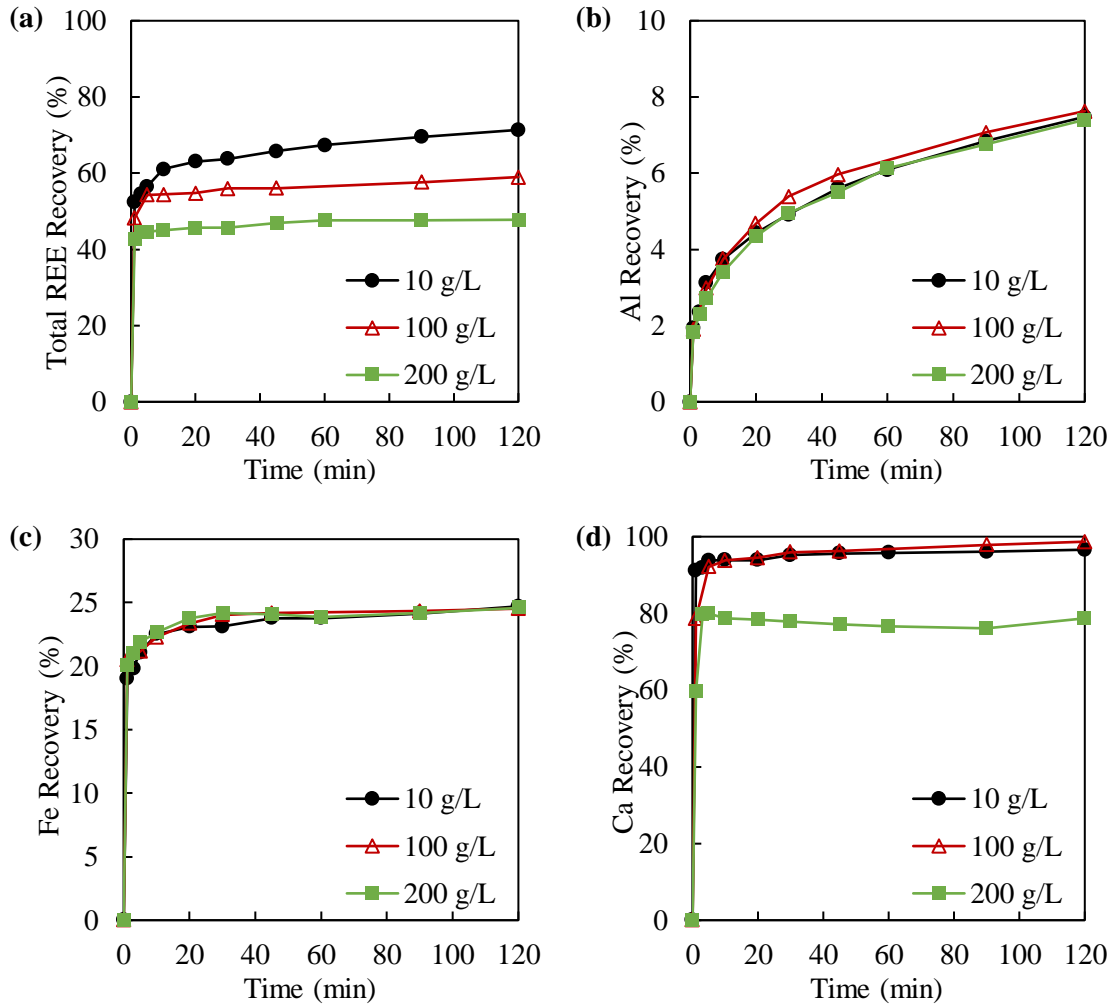 (a)
100
80
60
40
20
0
Total REE Recovery (%)
10 g/L
100 g/L
200 g/L
0 20 40 60 80 100 120
Time (min)
(b)
10
8
6
4
2
0
Al Recovery (%)
10 g/L
100 g/L
200 g/L
0 20 40 60 80 100 120
Time (min)
(c)
30
25
20
15
10
5
0
Fe Recovery (%)
10 g/L
100 g/L
200 g/L
0 20 40 60 80 100 120
Time (min)
(d)
100
80
60
40
20
0
Ca Recovery (%)
10 g/L
100 g/L
200 g/L
0 20 40 60 80 100 120
Time (min)